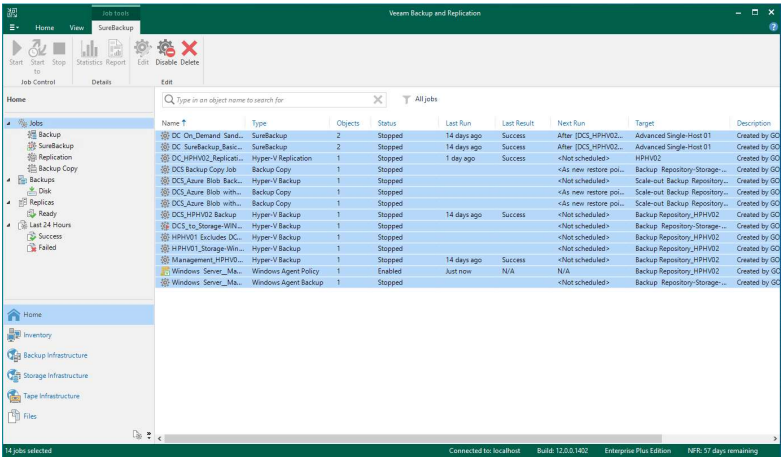 Job tools
Veeam Backup and Replication
Home View SureBackup
Start Start to Stop Statistics Report Edit Disable Delete
Job Control Details Edit
Home
Type in an object name to search for
All jobs
Jobs
Backup
SureBackup
Replication
Backup Copy
Backups
Disk
Replicas
Ready
Last 24 Hours
Success
Failed
Name Type Objects Status Last Run Last Result Next Run Target Description
DC On_Demand Sand... SureBackup 2 Stopped 14 days ago Success After [DCS_HPHV02... Advanced Single-Host 01 Created by GO
DC SureBackup_Basic... SureBackup 2 Stopped 14 days ago Success After [DCS_HPHV02... Advanced Single-Host 01 Created by GO
DC_HPHV02_Replicati... Hyper-V Replication 1 Stopped 1 day ago Success <Not scheduled> HPHV02 Created by GO
DCS Backup Copy Job Backup Copy 1 Stopped <As new restore poi... Backup Repository-Storage-... Created by GO
DCS_Azure Blob Back... Hyper-V Backup 1 Stopped <Not scheduled> Scale-out Backup Repository... Created by GO
DCS_Azure Blob with... Backup Copy 1 Stopped <As new restore poi... Scale-out Backup Repository... Created by GO
DCS_Azure Blob with... Backup Copy 1 Stopped <As new restore poi... Scale-out Backup Repository... Created by GO
DCS_HPHV02 Backup Hyper-V Backup 1 Stopped 14 days ago Success <Not scheduled> Backup Repository_HPHV02 Created by GO
DCS_to_Storage-WIN... Hyper-V Backup 1 Stopped <Not scheduled> Backup Repository-Storage-... Created by GO
HPHV01 Excludes DC... Hyper-V Backup 1 Stopped <Not scheduled> Backup Repository_HPHV02 Created by GO
HPHV01_Storage-Win... Hyper-V Backup 1 Stopped <Not scheduled> Backup Repository_HPHV02 Created by GO
Management_HPHV0... Hyper-V Backup 1 Stopped 14 days ago Success <Not scheduled> Backup Repository_HPHV02 Created by GO
Windows Server__Ma... Windows Agent Policy 1 Enabled Just now N/A N/A Backup Repository_HPHV02 Created by GO
Windows Server__Ma... Windows Agent Backup 1 Stopped <Not scheduled> Backup Repository-Storage-... Created by GO
Home
Inventory
Backup Infrastructure
Storage Infrastructure
Tape Infrastructure
Files
14 jobs selected
Connected to: localhost Build: 12.0.0.1402 Enterprise Plus Edition NFR: 57 days remaining